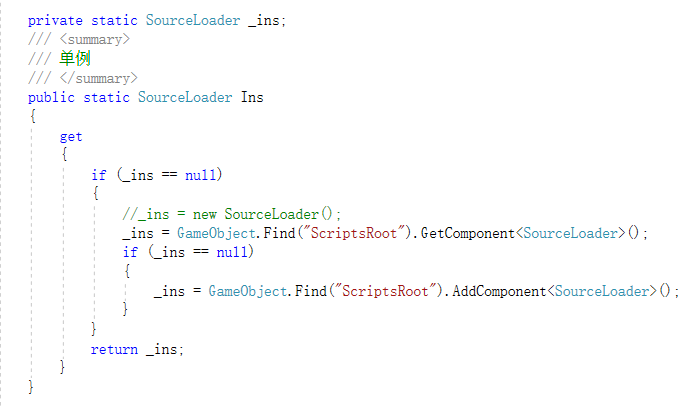 private static SourceLoader _ins;
/// <summary>
/// 单例
/// </summary>
public static SourceLoader Ins
{
get
{
if (_ins == null)
{
//_ins = new SourceLoader();
_ins = GameObject.Find("ScriptsRoot").GetComponent<SourceLoader>();
if (_ins == null)
{
_ins = GameObject.Find("ScriptsRoot").AddComponent<SourceLoader>();
}
}
return _ins;
}
}